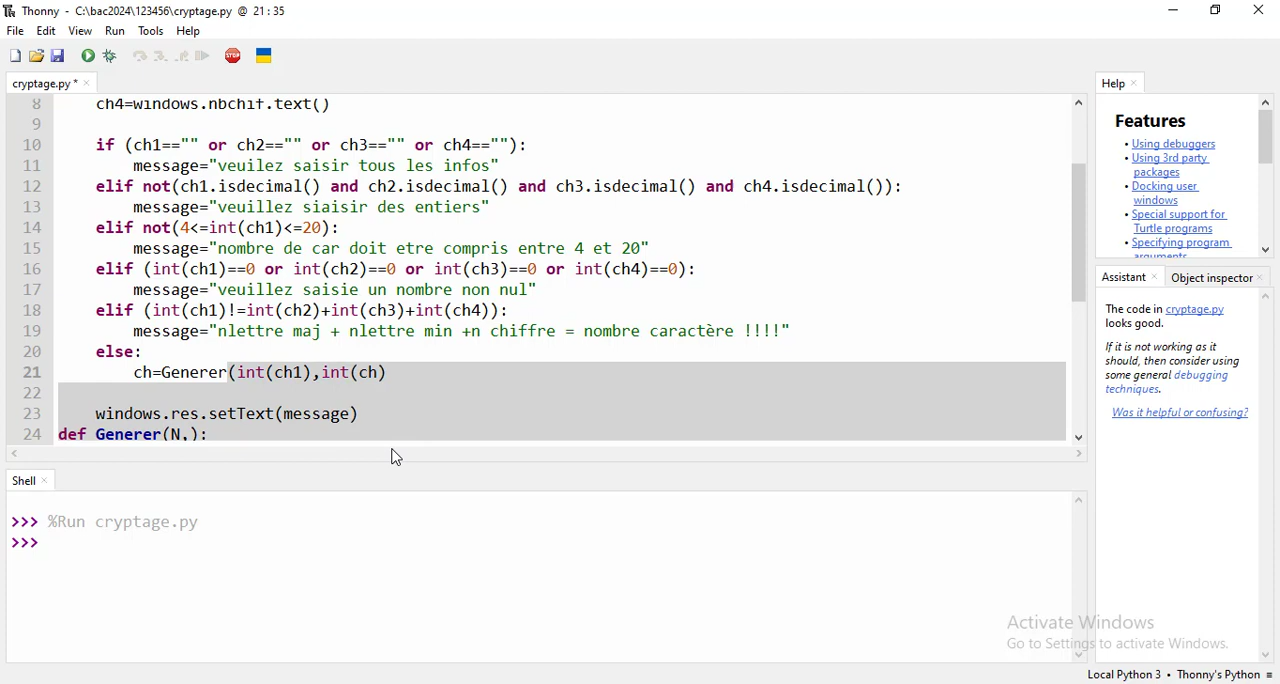 Thonny - C:\bac2024\123456\cryptage.py @ 21 : 35
File Edit View Run Tools Help
STOP
cryptage.py *
8 ch4=windows.nbchif.text()
9
10 if (ch1=="" or ch2=="" or ch3=="" or ch4==""):
11 message="veuilez saisir tous les infos"
12 elif not(ch1.isdecimal() and ch2.isdecimal() and ch3.isdecimal() and ch4.isdecimal()):
13 message="veuillez siaisir des entiers"
14 elif not(4<=int(ch1)<=20):
15 message="nombre de car doit etre compris entre 4 et 20"
16 elif (int(ch1)==0 or int(ch2)==0 or int(ch3)==0 or int(ch4)==0):
17 message="veuillez saisie un nombre non nul"
18 elif (int(ch1)!=int(ch2)+int(ch3)+int(ch4)):
19 message="nlettre maj + nlettre min +n chiffre = nombre caractère !!!!"
20 else:
21 ch=Generer(int(ch1),int(ch)
22
23 windows.res.setText(message)
24 def Generer(N,):
Shell
>>> %Run cryptage.py
>>>
Help
Features
• Using debuggers
• Using 3rd party
packages
• Docking user
windows
• Special support for
Turtle programs
• Specifying program
arguments
Assistant Object inspector
The code in cryptage.py
looks good.
If it is not working as it
should, then consider using
some general debugging
techniques.
Was it helpful or confusing?
Activate Windows
Go to Settings to activate Windows.
Local Python 3 • Thonny's Python ≡